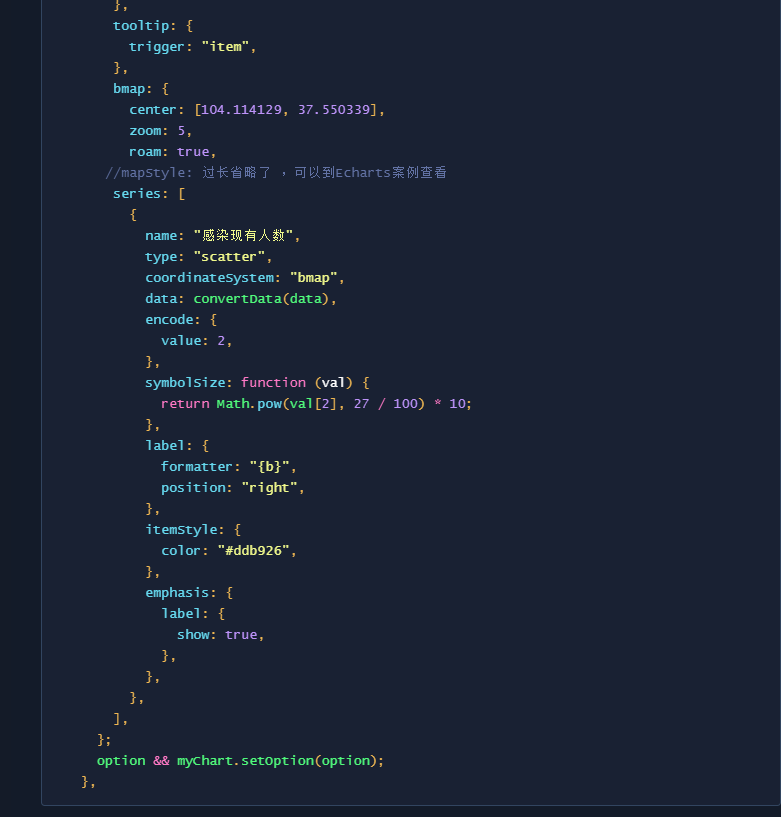 },
tooltip: {
trigger: "item",
},
bmap: {
center: [104.114129, 37.550339],
zoom: 5,
roam: true,
//mapStyle: 过长省略了 ，可以到Echarts案例查看
series: [
{
name: "感染现有人数",
type: "scatter",
coordinateSystem: "bmap",
data: convertData(data),
encode: {
value: 2,
},
symbolSize: function (val) {
return Math.pow(val[2], 27 / 100) * 10;
},
label: {
formatter: "{b}",
position: "right",
},
itemStyle: {
color: "#ddb926",
},
emphasis: {
label: {
show: true,
},
},
},
],
};
option && myChart.setOption(option);
},